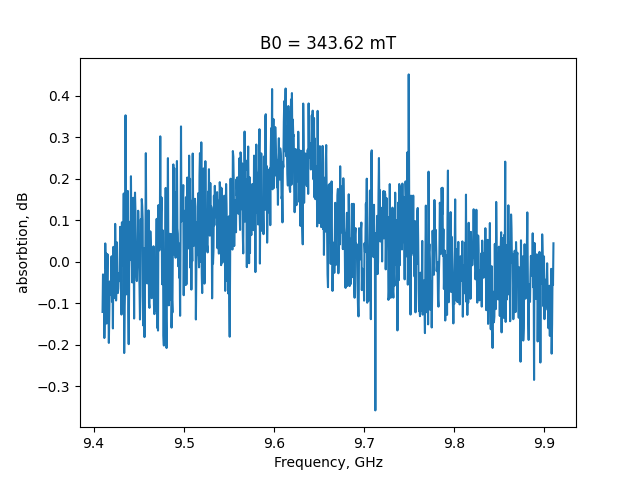 B0 = 343.62 mT
absorbtion, dB
0.4
0.3
0.2
0.1
0.0
−0.1
−0.2
−0.3
9.4 9.5 9.6 9.7 9.8 9.9
Frequency, GHz